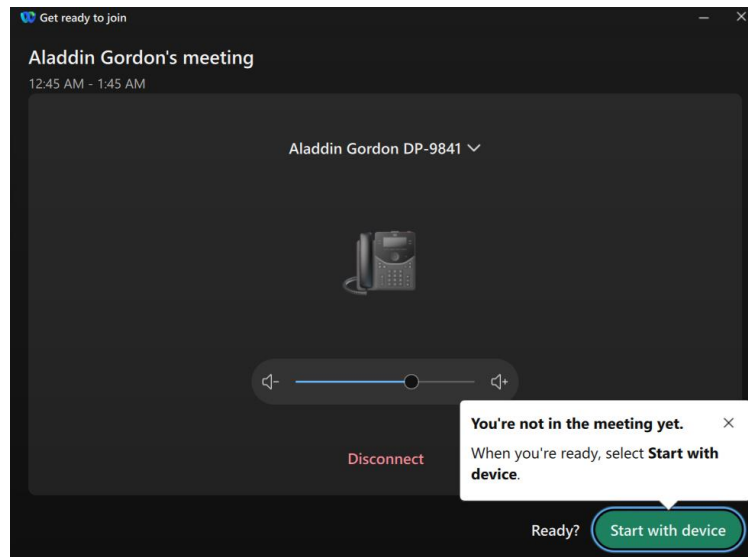 Get ready to join
Aladdin Gordon's meeting
12:45 AM - 1:45 AM
Aladdin Gordon DP-9841
You're not in the meeting yet.
When you're ready, select Start with
device.
Disconnect
Ready?
Start with device